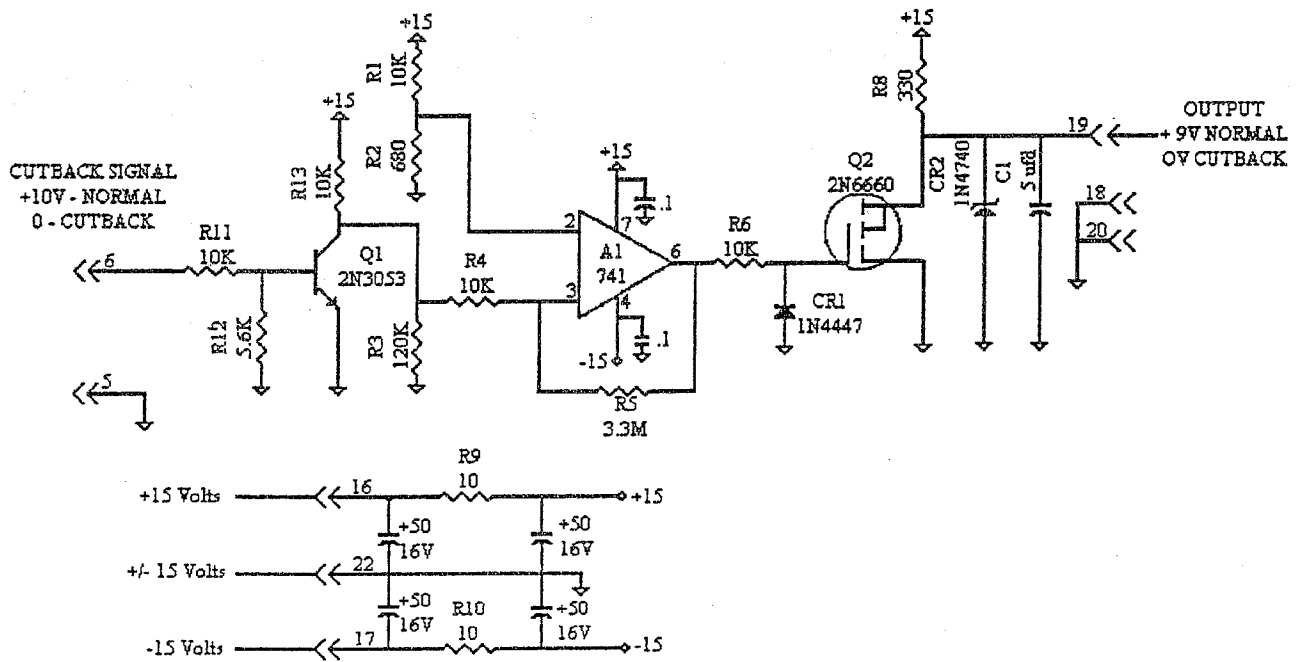 +15
+15
+15
R1
10K
R8
330
OUTPUT
+ 9V NORMAL
0V CUTBACK
19
R2
680
+15
Q2
2N6660
CR2
1N4740
C1
5 ufd
CUTBACK SIGNAL
+10V - NORMAL
0 - CUTBACK
R13
10K
.1
18
20
2
7
R11
10K
6
Q1
2N3053
R4
10K
A1
741
6
R6
10K
3
4
CR1
1N4447
R12
5.6K
R3
120K
.1
-15
5
R5
3.3M
R9
10
+15 Volts
16
+15
+50
16V
+50
16V
+/- 15 Volts
22
+50
16V
R10
10
+50
16V
-15 Volts
17
-15